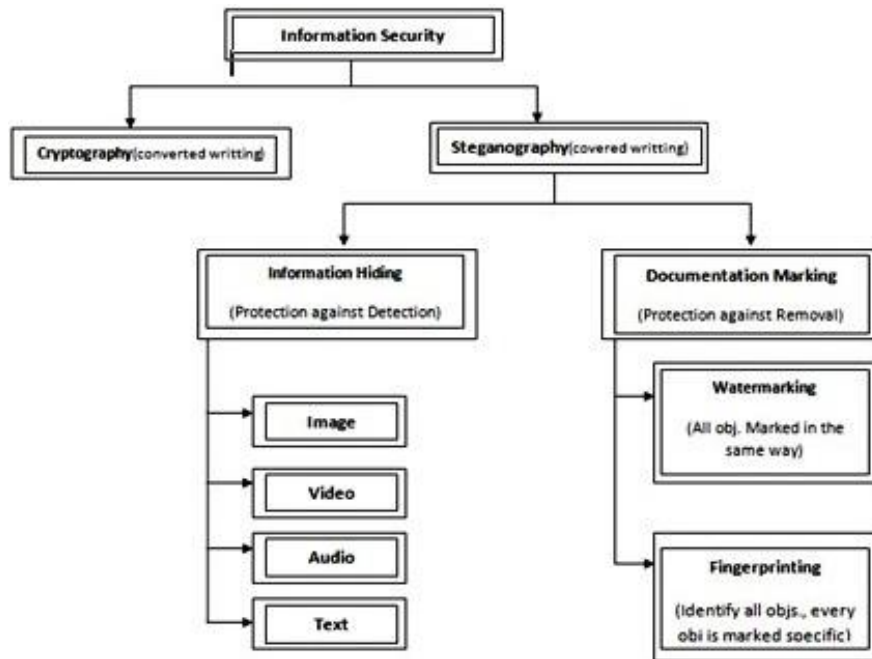 Information Security
Cryptography(converted writting)
Steganography(covered writting)
Information Hiding
(Protection against Detection)
Image
Video
Audio
Text
Documentation Marking
(Protection against Removal)
Watermarking
(All obj. Marked in the
same way)
Fingerprinting
(Identify all objs., every
obj is marked specific)